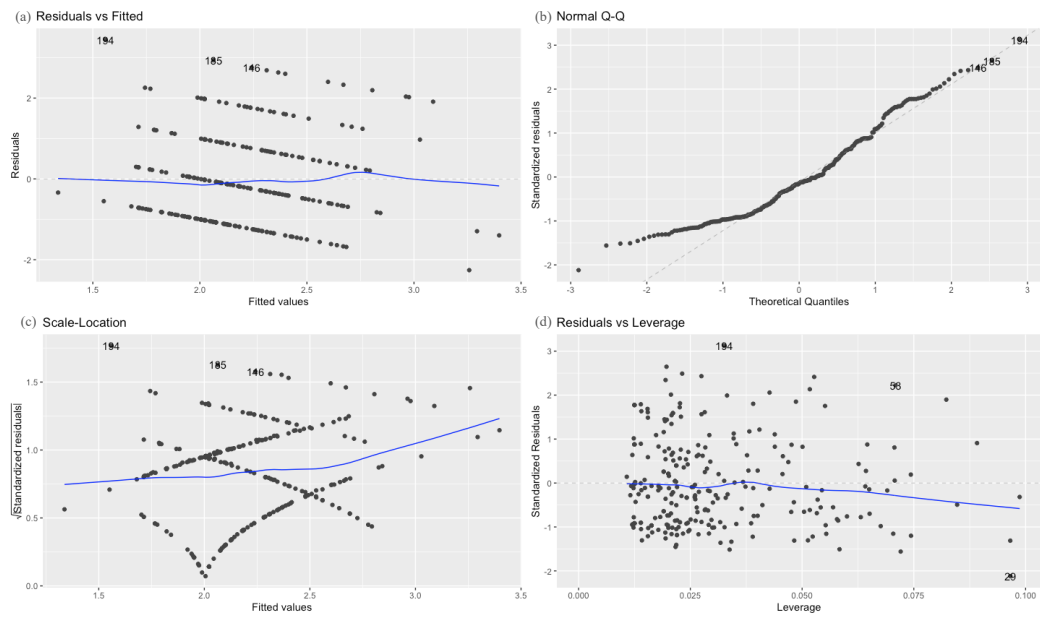 (a) Residuals vs Fitted
194
185
146
2
0
-2
Residuals
1.5 2.0 2.5 3.0 3.5
Fitted values
(b) Normal Q-Q
194
185
146
3
2
1
0
-1
-2
Standardized residuals
-3 -2 -1 0 1 2 3
Theoretical Quantiles
(c) Scale-Location
194
185
146
1.5
1.0
0.5
0.0
√|Standardized residuals|
1.5 2.0 2.5 3.0 3.5
Fitted values
(d) Residuals vs Leverage
194
58
29
3
2
1
0
-1
-2
Standardized Residuals
0.000 0.025 0.050 0.075 0.100
Leverage